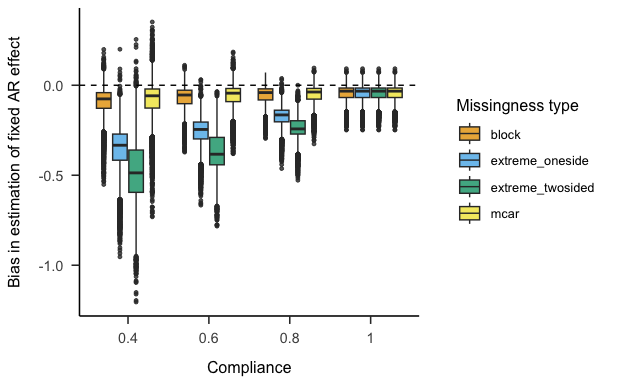 Bias in estimation of fixed AR effect
0.0
-0.5
-1.0
0.4
0.6
0.8
1
Compliance
Missingness type
block
extreme_oneside
extreme_twosided
mcar